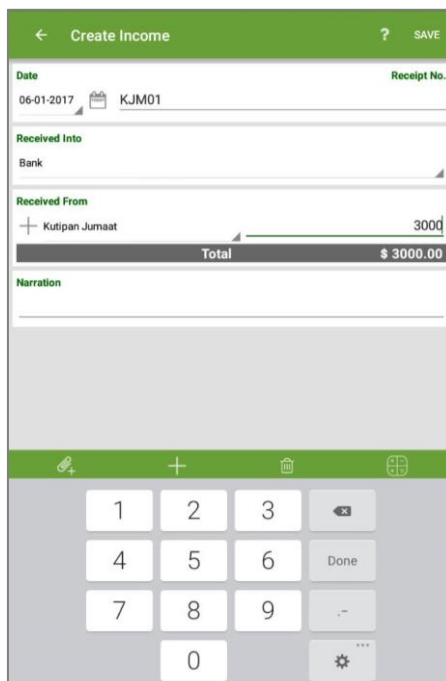 Create Income ? SAVE
Date Receipt No.
06-01-2017 KJM01
Received Into
Bank
Received From
Kutipan Jumaat 3000
Total $ 3000.00
Narration
1 2 3
4 5 6 Done
7 8 9 .-
0